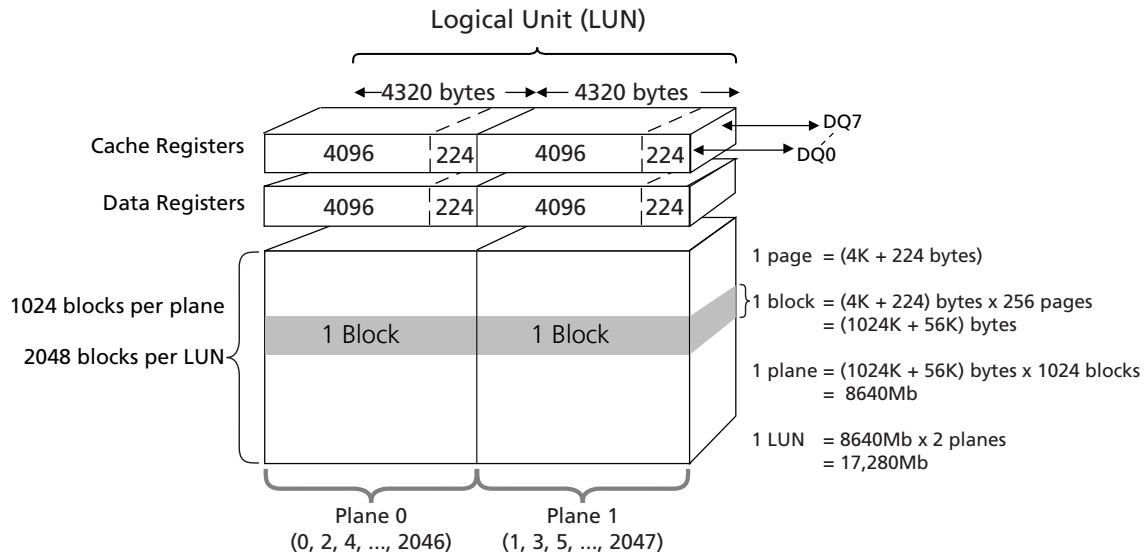 Logical Unit (LUN)
4320 bytes 4320 bytes
Cache Registers 4096 224 4096 224 DQ7
DQ0
Data Registers 4096 224 4096 224
1 page = (4K + 224 bytes)
1024 blocks per plane
2048 blocks per LUN
1 Block 1 Block
1 block = (4K + 224) bytes x 256 pages
= (1024K + 56K) bytes
1 plane = (1024K + 56K) bytes x 1024 blocks
= 8640Mb
1 LUN = 8640Mb x 2 planes
= 17,280Mb
Plane 0
(0, 2, 4, ..., 2046)
Plane 1
(1, 3, 5, ..., 2047)